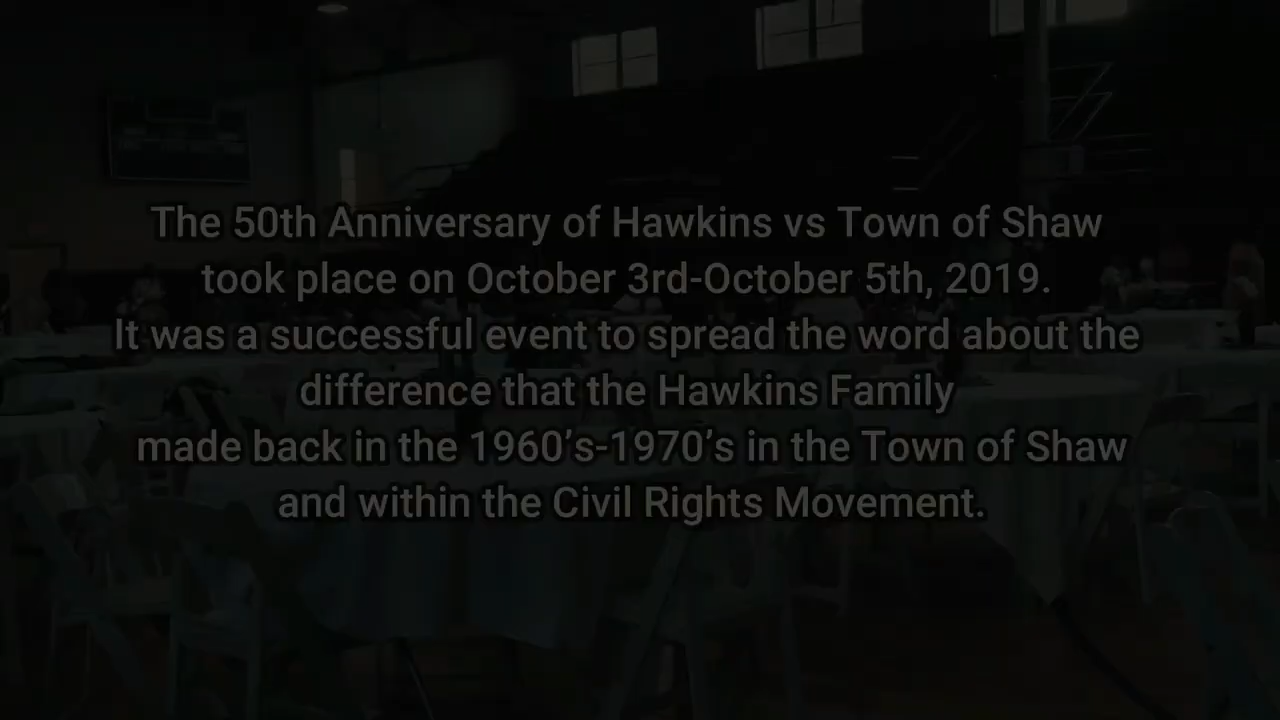 The 50th Anniversary of Hawkins vs Town of Shaw
took place on October 3rd-October 5th, 2019.
It was a successful event to spread the word about the
difference that the Hawkins Family
made back in the 1960’s-1970’s in the Town of Shaw
and within the Civil Rights Movement.